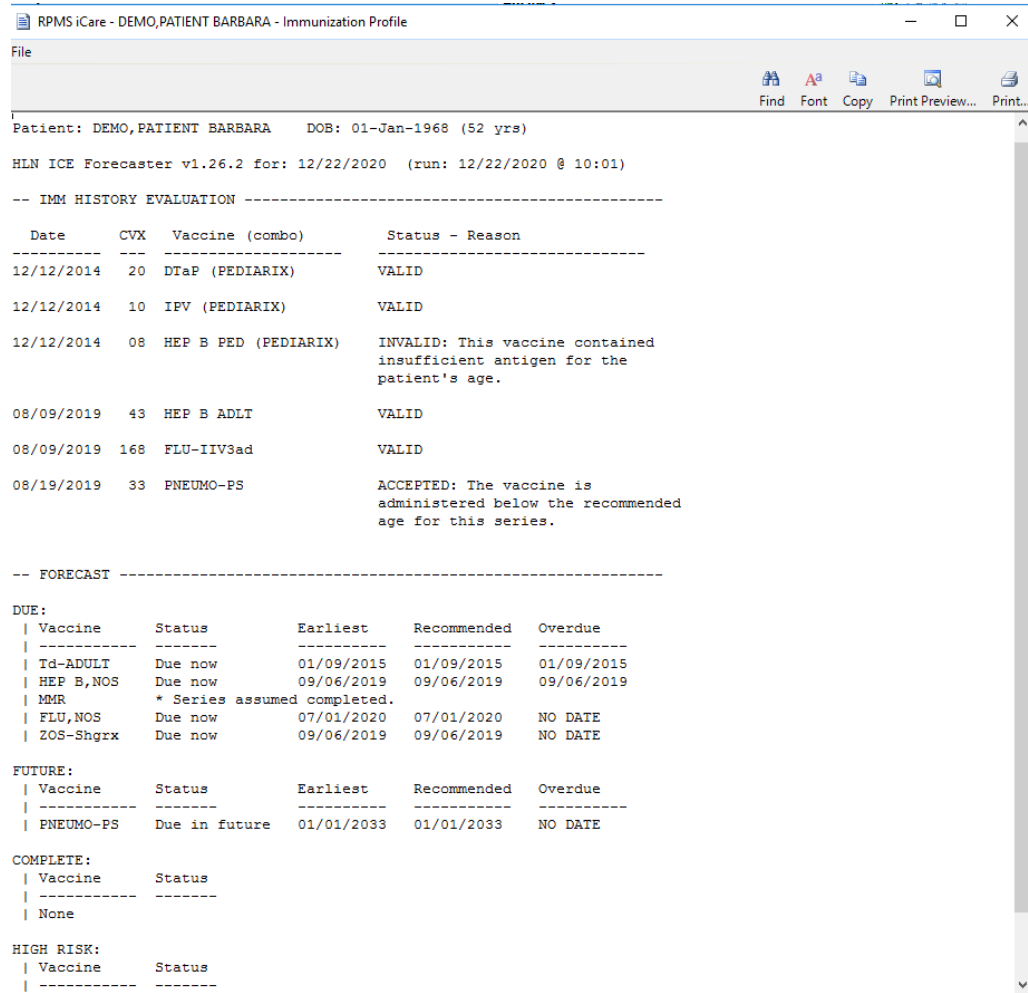 RPMS iCare - DEMO,PATIENT BARBARA - Immunization Profile
File
Find Font Copy Print Preview... Print...
Patient: DEMO,PATIENT BARBARA DOB: 01-Jan-1968 (52 yrs)
HLN ICE Forecaster v1.26.2 for: 12/22/2020 (run: 12/22/2020 @ 10:01)
-- IMM HISTORY EVALUATION -----------------------------------------------
Date CVX Vaccine (combo) Status - Reason
---------- --- -------------------- ------------------------------
12/12/2014 20 DTaP (PEDIARIX) VALID
12/12/2014 10 IPV (PEDIARIX) VALID
12/12/2014 08 HEP B PED (PEDIARIX) INVALID: This vaccine contained
insufficient antigen for the
patient's age.
08/09/2019 43 HEP B ADLT VALID
08/09/2019 168 FLU-IIV3ad VALID
08/19/2019 33 PNEUMO-PS ACCEPTED: The vaccine is
administered below the recommended
age for this series.
-- FORECAST -------------------------------------------------------------
DUE:
| Vaccine Status Earliest Recommended Overdue
| ----------- ------- ---------- ----------- ----------
| Td-ADULT Due now 01/09/2015 01/09/2015 01/09/2015
| HEP B,NOS Due now 09/06/2019 09/06/2019 09/06/2019
| MMR * Series assumed completed.
| FLU,NOS Due now 07/01/2020 07/01/2020 NO DATE
| ZOS-Shgrx Due now 09/06/2019 09/06/2019 NO DATE
FUTURE:
| Vaccine Status Earliest Recommended Overdue
| ----------- ------- ---------- ----------- ----------
| PNEUMO-PS Due in future 01/01/2033 01/01/2033 NO DATE
COMPLETE:
| Vaccine Status
| ----------- -------
| None
HIGH RISK:
| Vaccine Status
| ----------- -------